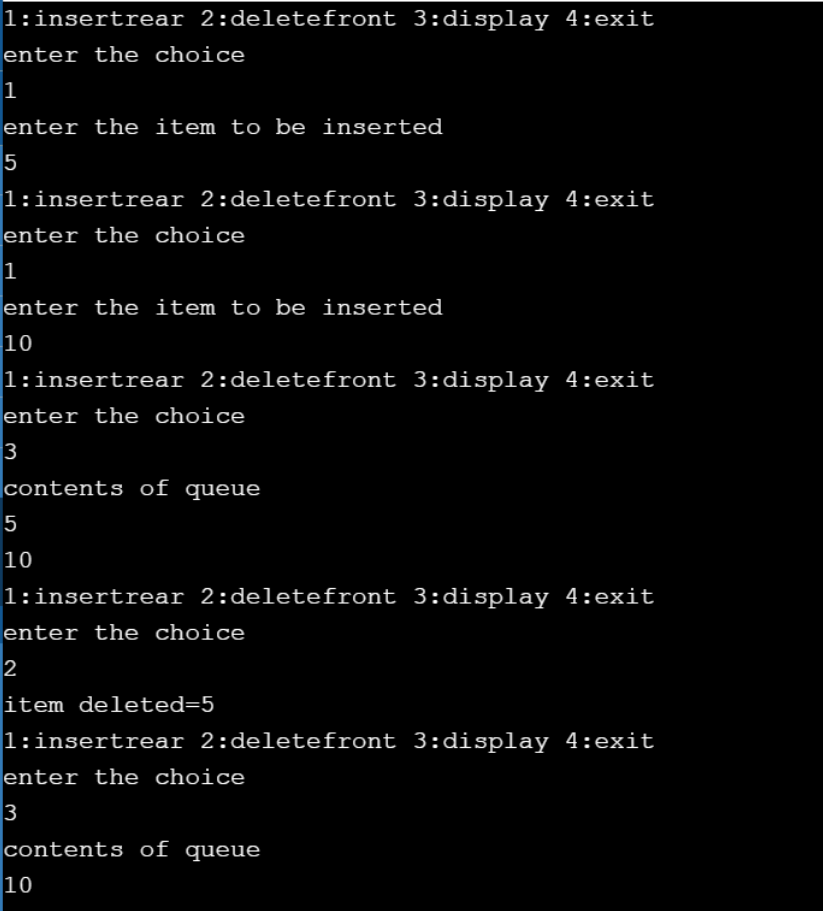 1:insertrear 2:deletefront 3:display 4:exit
enter the choice
1
enter the item to be inserted
5
1:insertrear 2:deletefront 3:display 4:exit
enter the choice
1
enter the item to be inserted
10
1:insertrear 2:deletefront 3:display 4:exit
enter the choice
3
contents of queue
5
10
1:insertrear 2:deletefront 3:display 4:exit
enter the choice
2
item deleted=5
1:insertrear 2:deletefront 3:display 4:exit
enter the choice
3
contents of queue
10